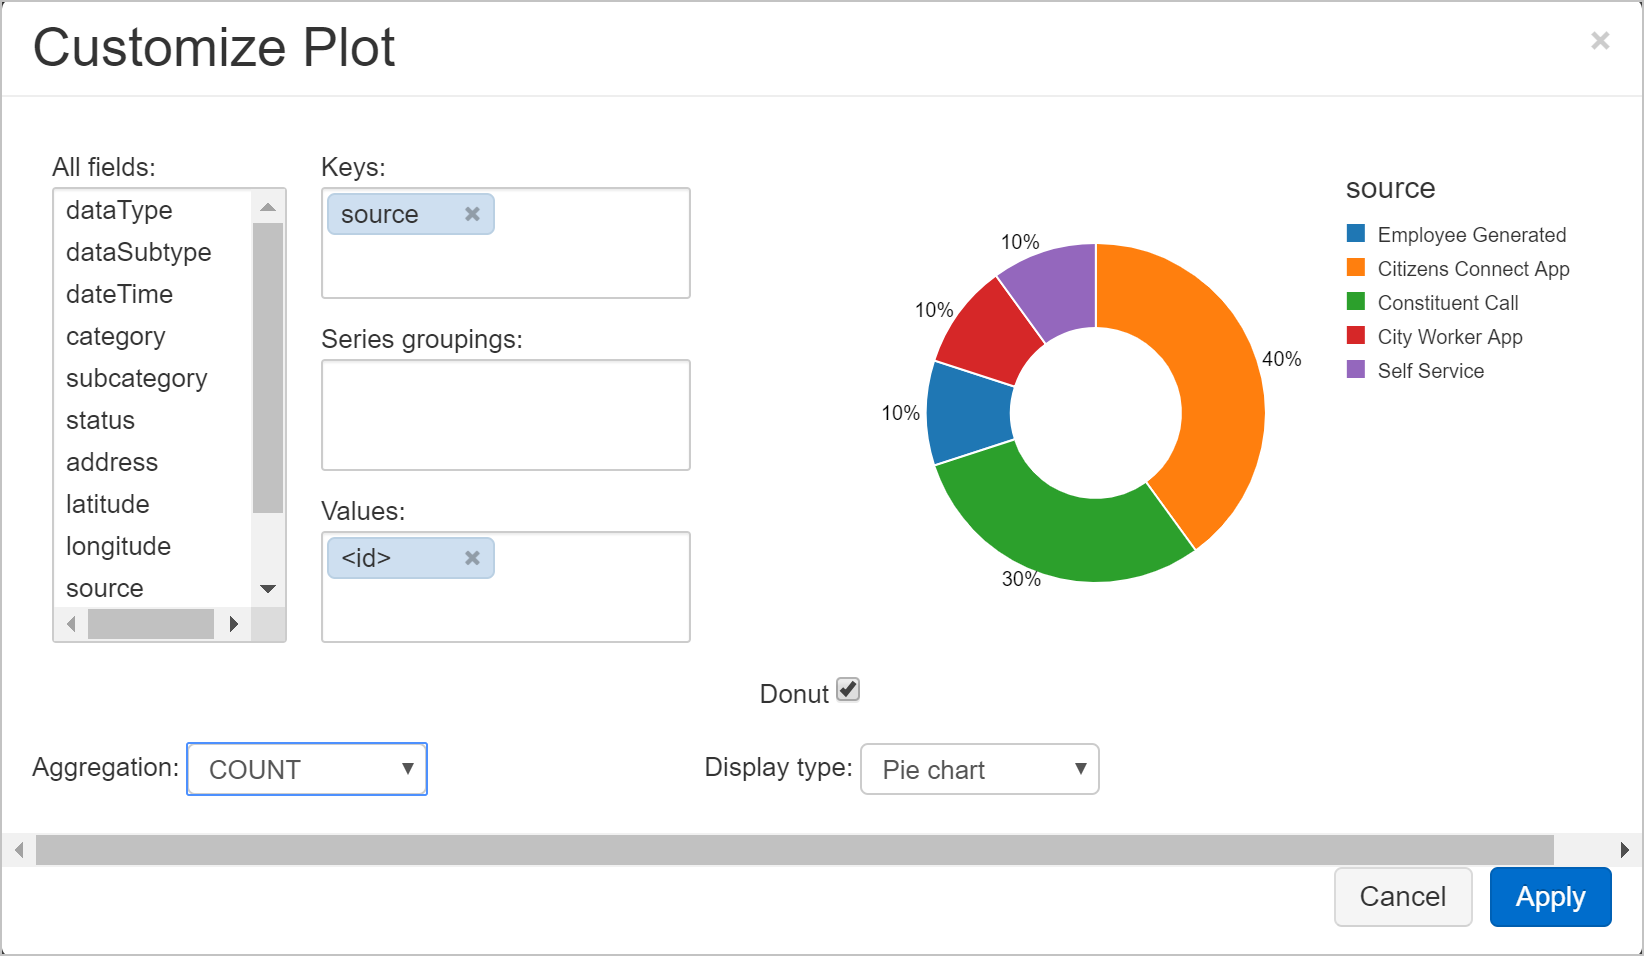 Customize Plot
×
All fields:
dataType
dataSubtype
dateTime
category
subcategory
status
address
latitude
longitude
source
Keys:
source ×
Series groupings:
Values:
<id> ×
10%
10%
10%
40%
30%
source
Employee Generated
Citizens Connect App
Constituent Call
City Worker App
Self Service
Donut
Aggregation: COUNT
Display type: Pie chart
Cancel
Apply